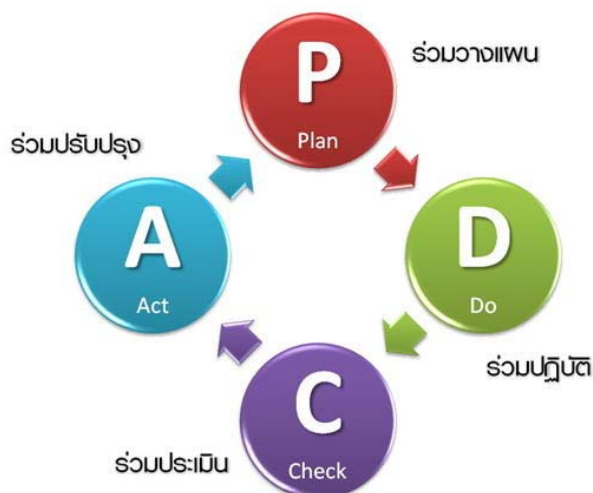 P
Plan
ร่วมวางแผน
D
Do
ร่วมปฏิบัติ
C
Check
ร่วมประเมิน
A
Act
ร่วมปรับปรุง